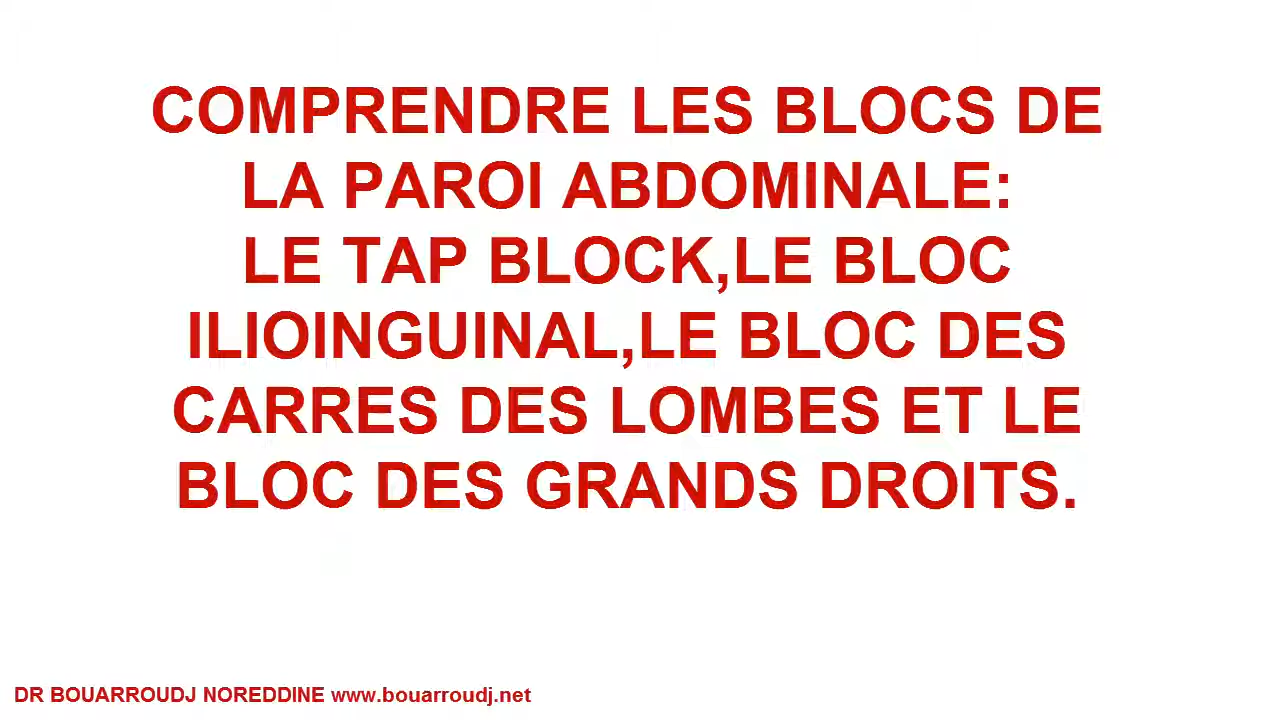 COMPRENDRE LES BLOCS DE
LA PAROI ABDOMINALE:
LE TAP BLOCK,LE BLOC
ILIOINGUINAL,LE BLOC DES
CARRES DES LOMBES ET LE
BLOC DES GRANDS DROITS.
DR BOUARROUDJ NOREDDINE www.bouarroudj.net